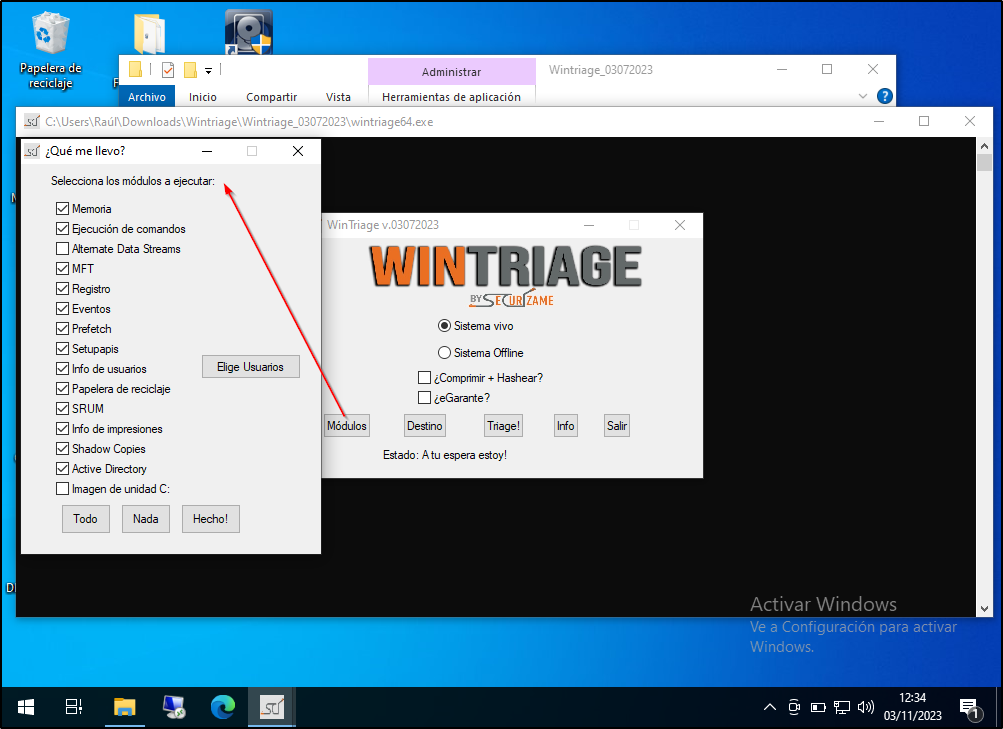 Papelera de
reciclaje
Administrar
Wintriage_03072023
Archivo
Inicio
Compartir
Vista
Herramientas de aplicación
C:\Users\Raúl\Downloads\Wintriage\Wintriage_03072023\wintriage64.exe
¿Qué me llevo?
Selecciona los módulos a ejecutar:
Memoria
Ejecución de comandos
Alternate Data Streams
MFT
Registro
Eventos
Prefetch
Setupapis
Info de usuarios
Elige Usuarios
Papelera de reciclaje
SRUM
Info de impresiones
Shadow Copies
Active Directory
Imagen de unidad C:
Todo
Nada
Hecho!
WinTriage v.03072023
WINTRIAGE
BY SECURIZAME
Sistema vivo
Sistema Offline
¿Comprimir + Hashear?
¿eGarante?
Módulos
Destino
Triage!
Info
Salir
Estado: A tu espera estoy!
Activar Windows
Ve a Configuración para activar
Windows.
12:34
03/11/2023
1